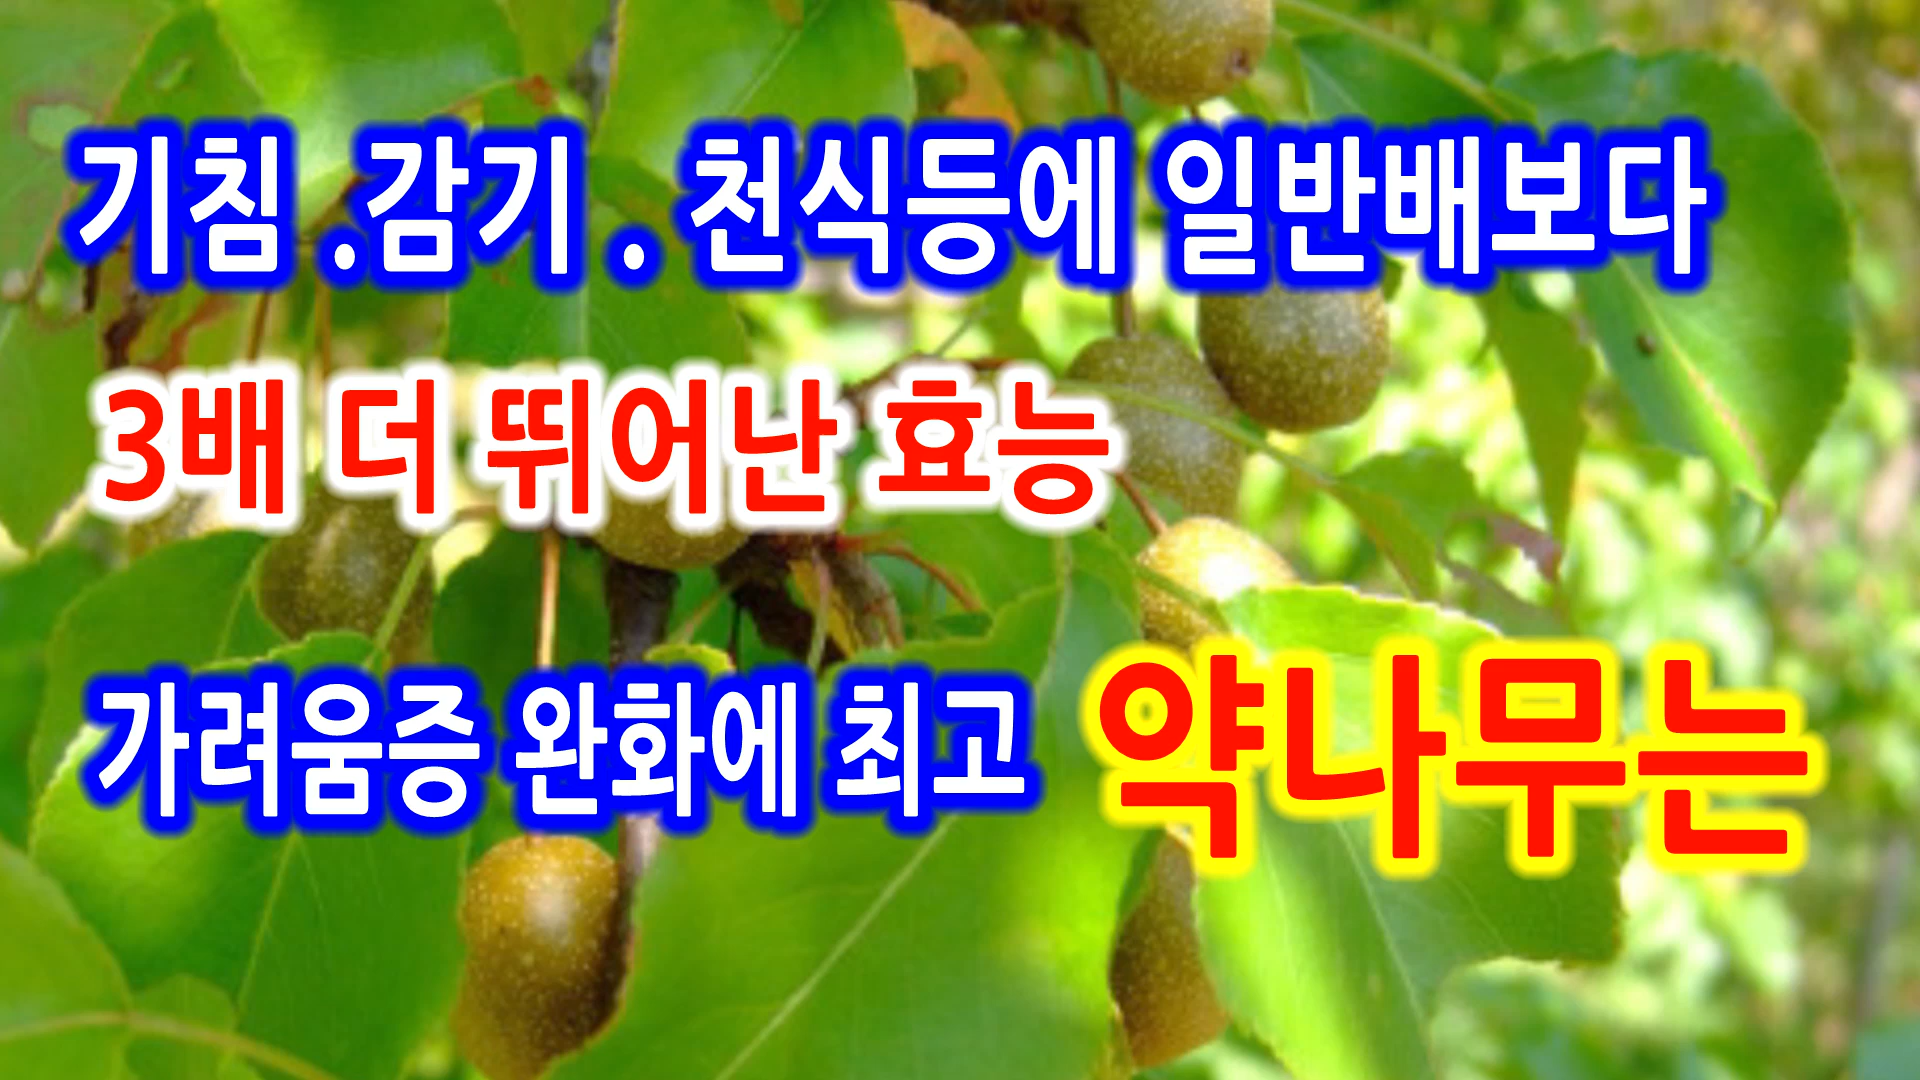 기침 .감기 . 천식등에 일반배보다
3배 더 뛰어난 효능
가려움증 완화에 최고 약나무는